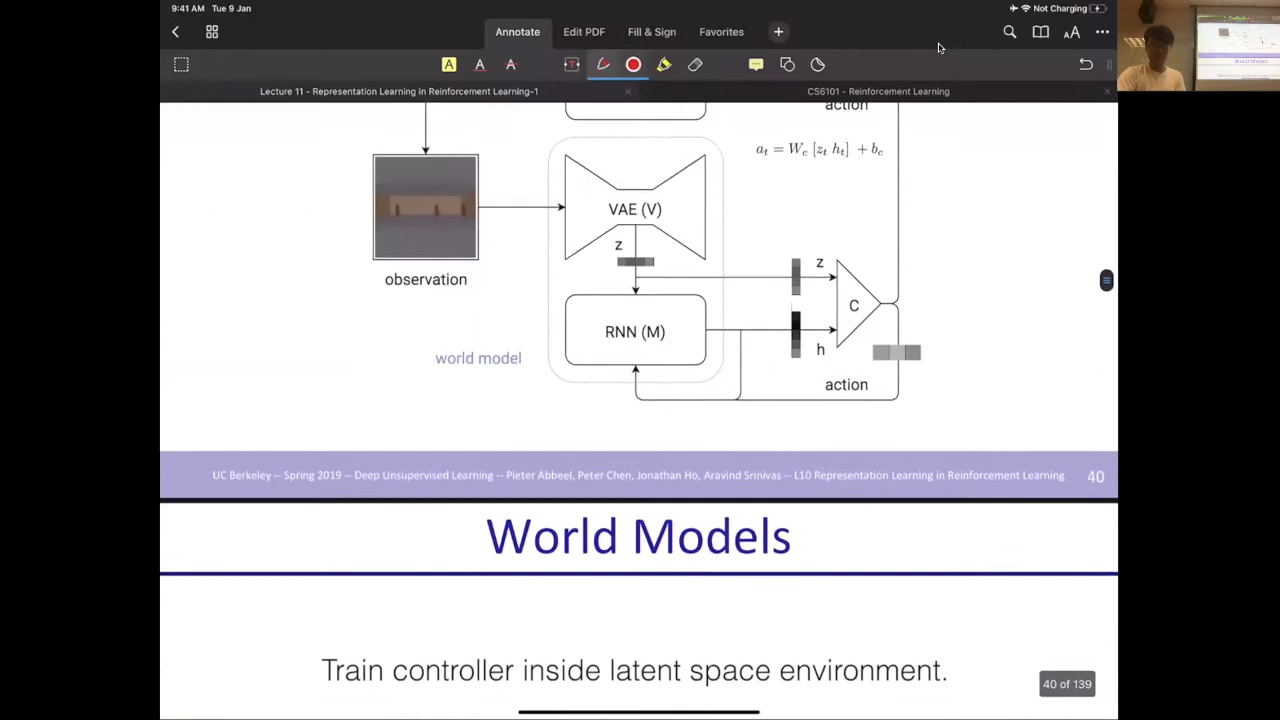 9:41 AM Tue 9 Jan
Not Charging
Annotate
Edit PDF
Fill & Sign
Favorites
Lecture 11 - Representation Learning in Reinforcement Learning-1
CS6101 - Reinforcement Learning
action
a_t = W_c [z_t h_t] + b_c
VAE (V)
z
z
observation
C
RNN (M)
h
world model
action
UC Berkeley -- Spring 2019 -- Deep Unsupervised Learning -- Pieter Abbeel, Peter Chen, Jonathan Ho, Aravind Srinivas -- L10 Representation Learning in Reinforcement Learning 40
World Models
Train controller inside latent space environment.
40 of 139